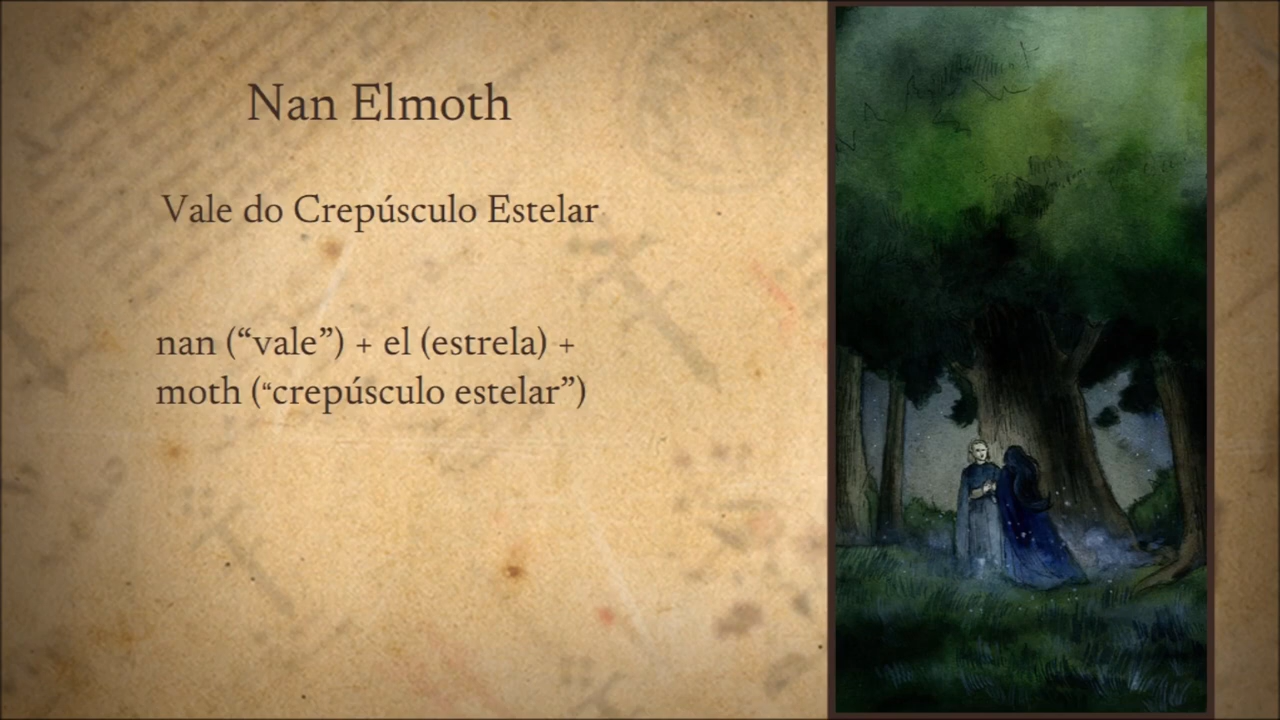 Nan Elmoth
Vale do Crepúsculo Estelar
nan (“vale”) + el (estrela) +
moth (“crepúsculo estelar”)